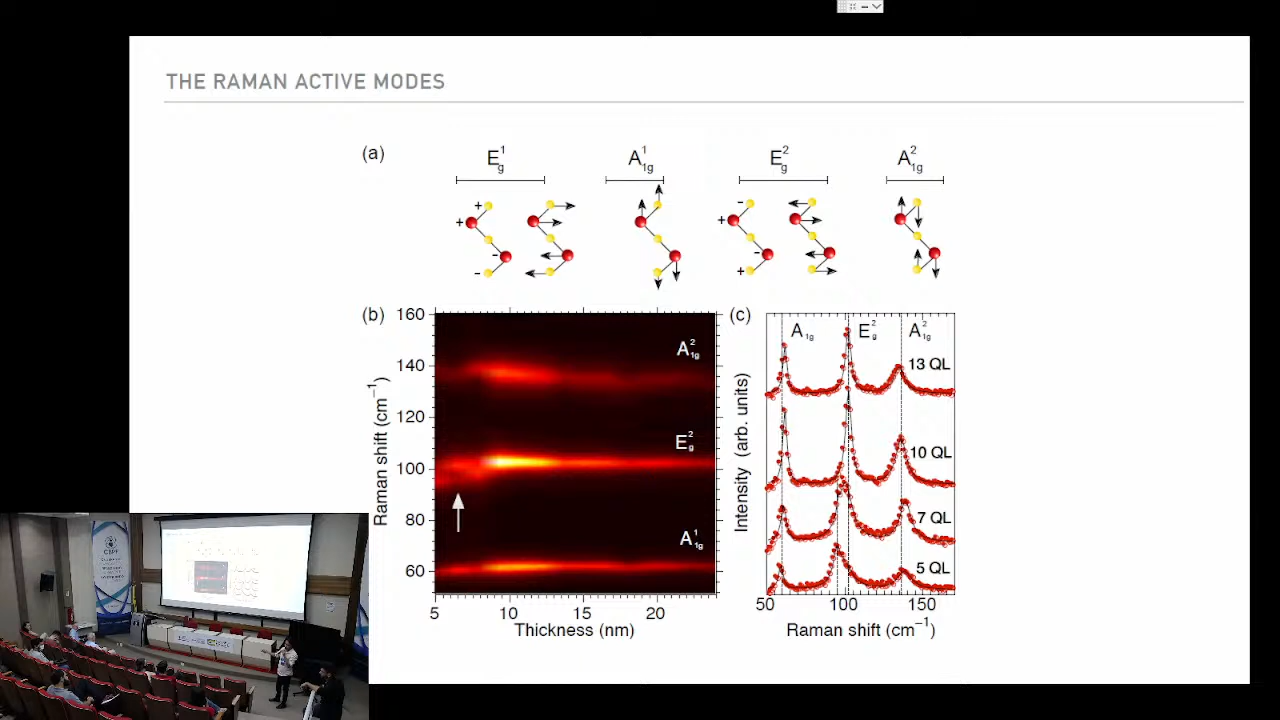 THE RAMAN ACTIVE MODES
(a)
E¹g
A¹1g
E²g
A²1g
+
+
-
-
-
+
-
+
(b)
160
140
120
100
80
60
Raman shift (cm⁻¹)
A²1g
E²g
A¹1g
5
10
15
20
Thickness (nm)
(c)
A1g
E²g
A²1g
13 QL
10 QL
7 QL
5 QL
Intensity (arb. units)
50
100
150
Raman shift (cm⁻¹)
CBPF